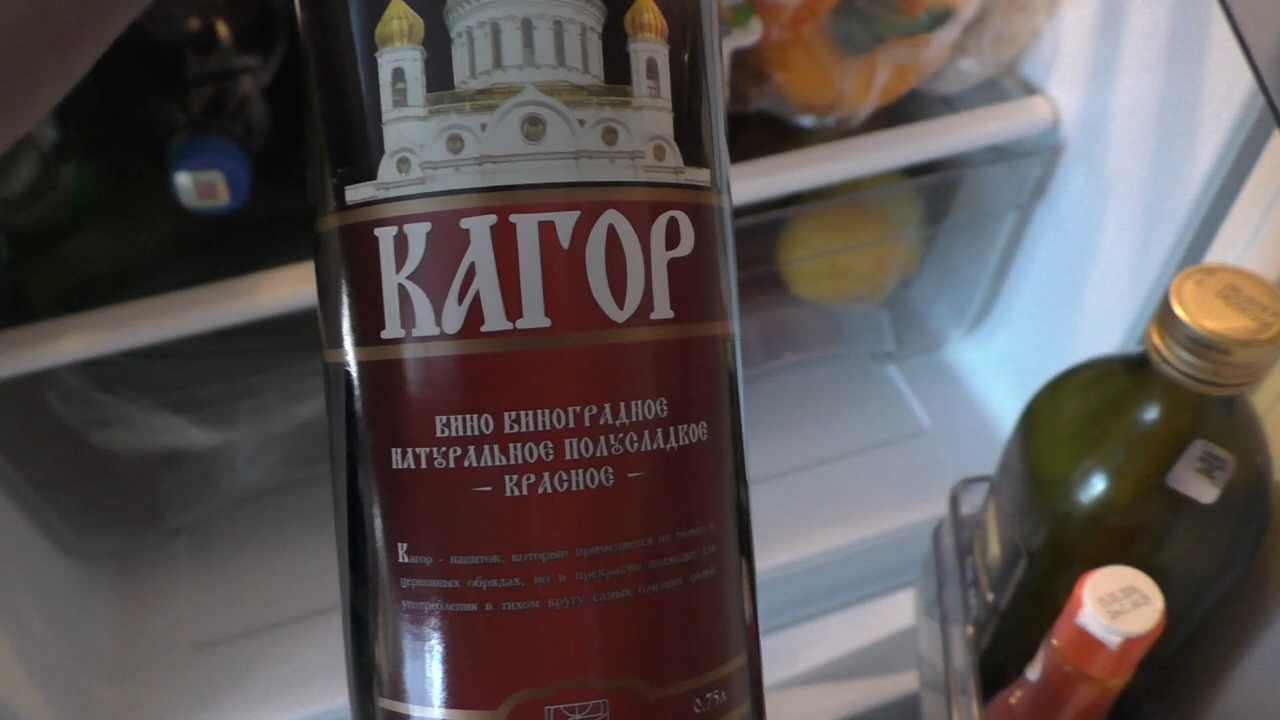 КАГОР
ВИНО ВИНОГРАДНОЕ
НАТУРАЛЬНОЕ ПОЛУСЛАДКОЕ
– КРАСНОЕ –
Кагор - напиток, который применяется не только в
церковных обрядах, но и прекрасно подходит для
употребления в тихом кругу самых близких людей.
0,75л